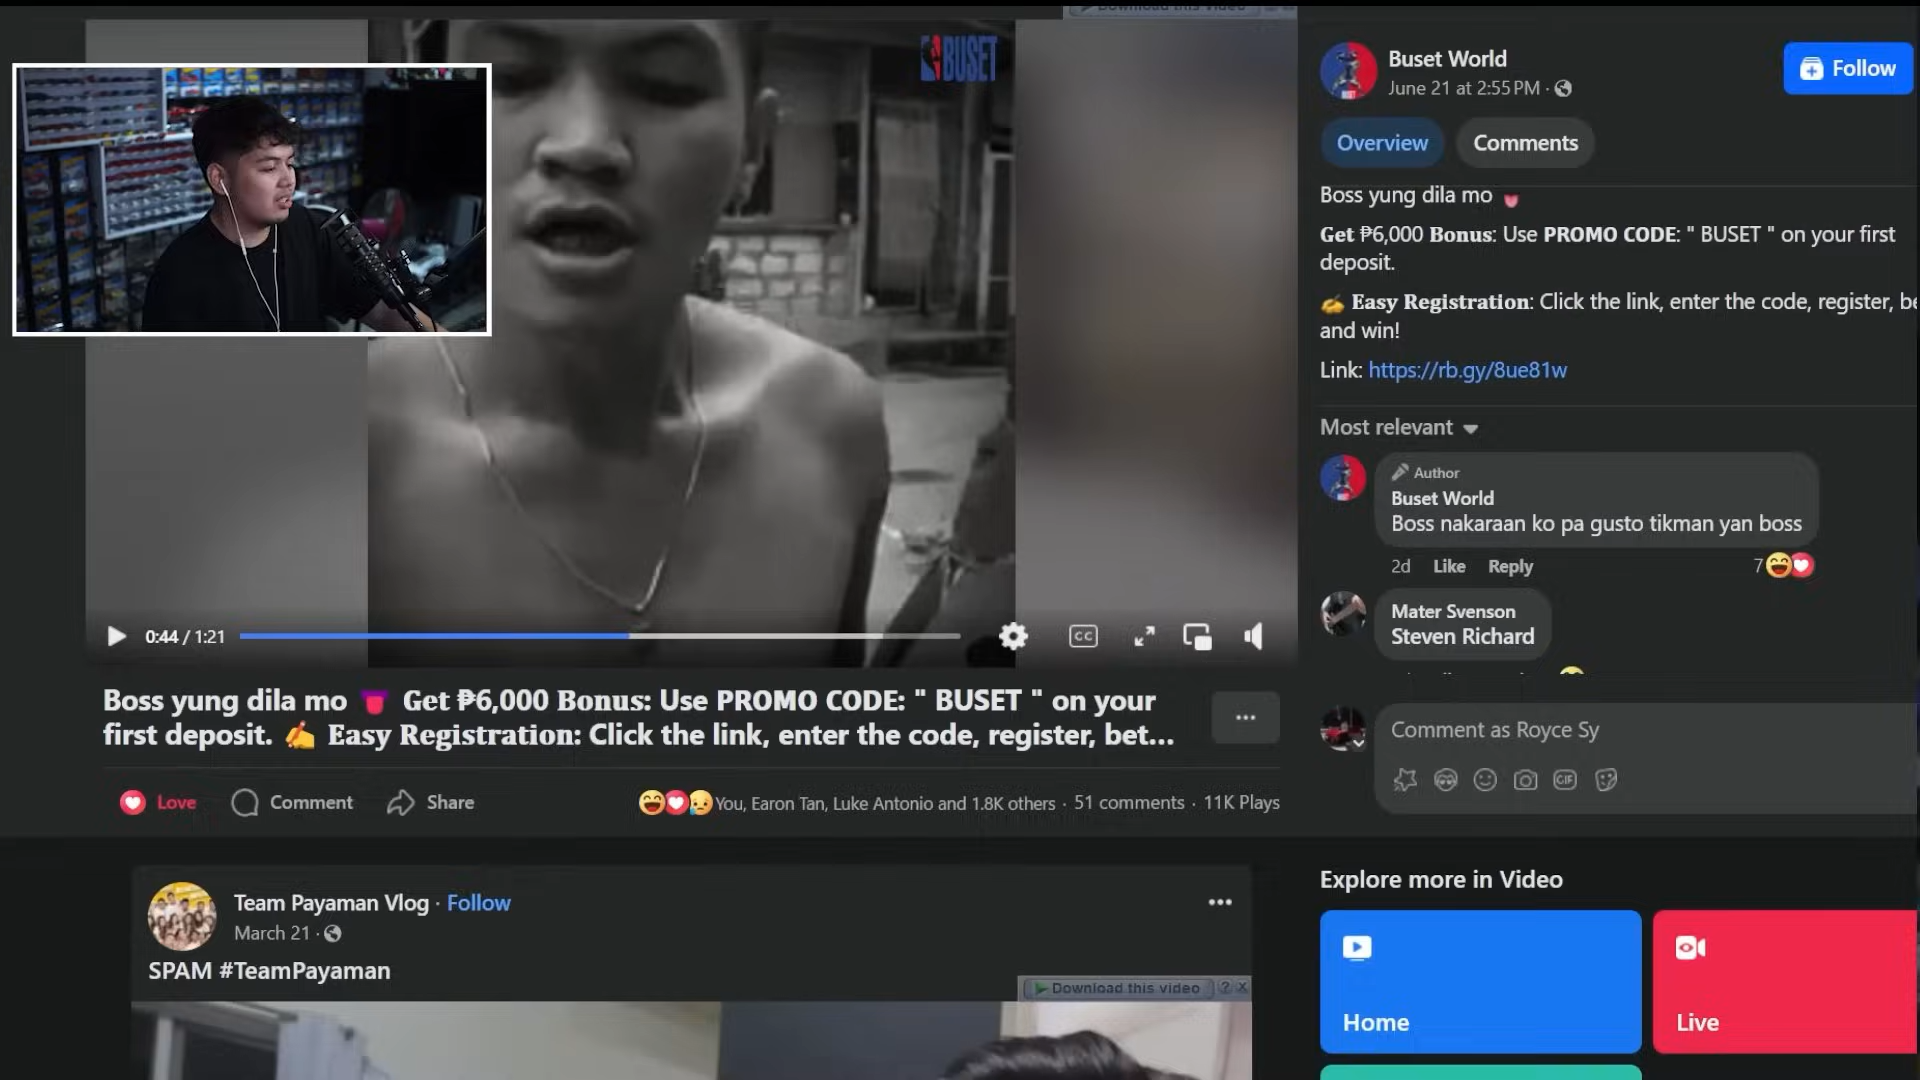 Download this video
BUSET
Buset World
June 21 at 2:55 PM ·
Follow
Overview
Comments
Boss yung dila mo 👅
Get ₱6,000 Bonus: Use PROMO CODE: " BUSET " on your first
deposit.
✍️ Easy Registration: Click the link, enter the code, register, be
and win!
Link: https://rb.gy/8ue81w
Most relevant
Author
Buset World
Boss nakaraan ko pa gusto tikman yan boss
2d Like Reply 7
Mater Svenson
Steven Richard
Comment as Royce Sy
GIF
0:44 / 1:21
CC
Boss yung dila mo 👅 Get ₱6,000 Bonus: Use PROMO CODE: " BUSET " on your
first deposit. ✍️ Easy Registration: Click the link, enter the code, register, bet...
Love
Comment
Share
You, Earon Tan, Luke Antonio and 1.8K others · 51 comments · 11K Plays
Team Payaman Vlog · Follow
March 21 ·
SPAM #TeamPayaman
Download this video ? X
Explore more in Video
Home
Live